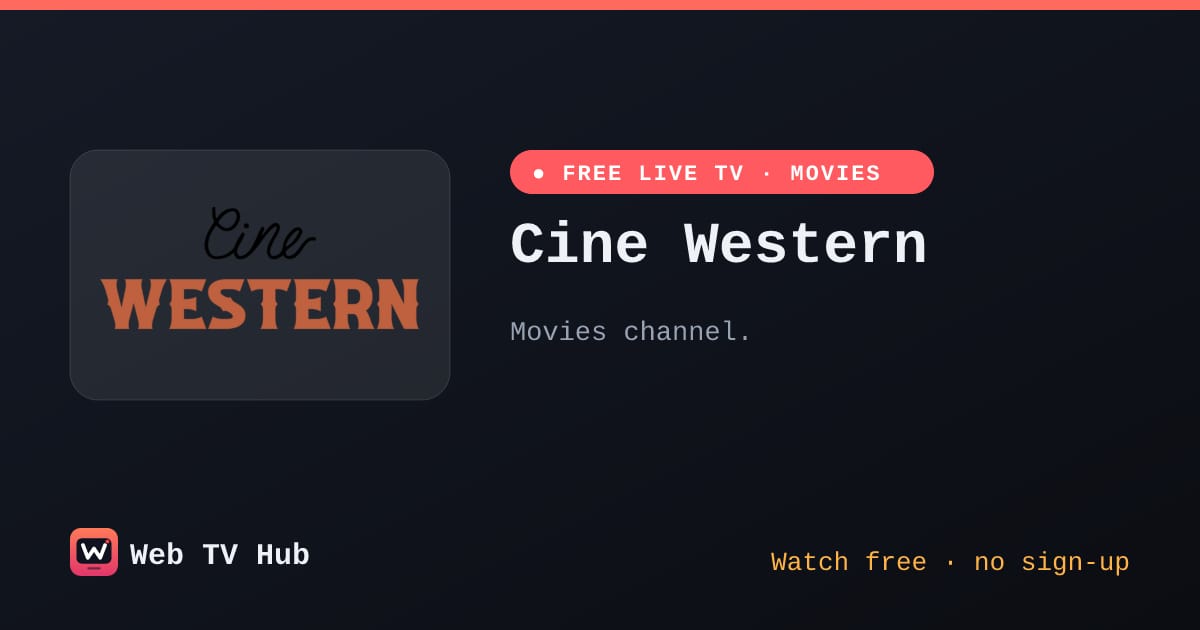 Cine
WESTERN
● FREE LIVE TV · MOVIES
Cine Western
Movies channel.
Web TV Hub
Watch free · no sign-up